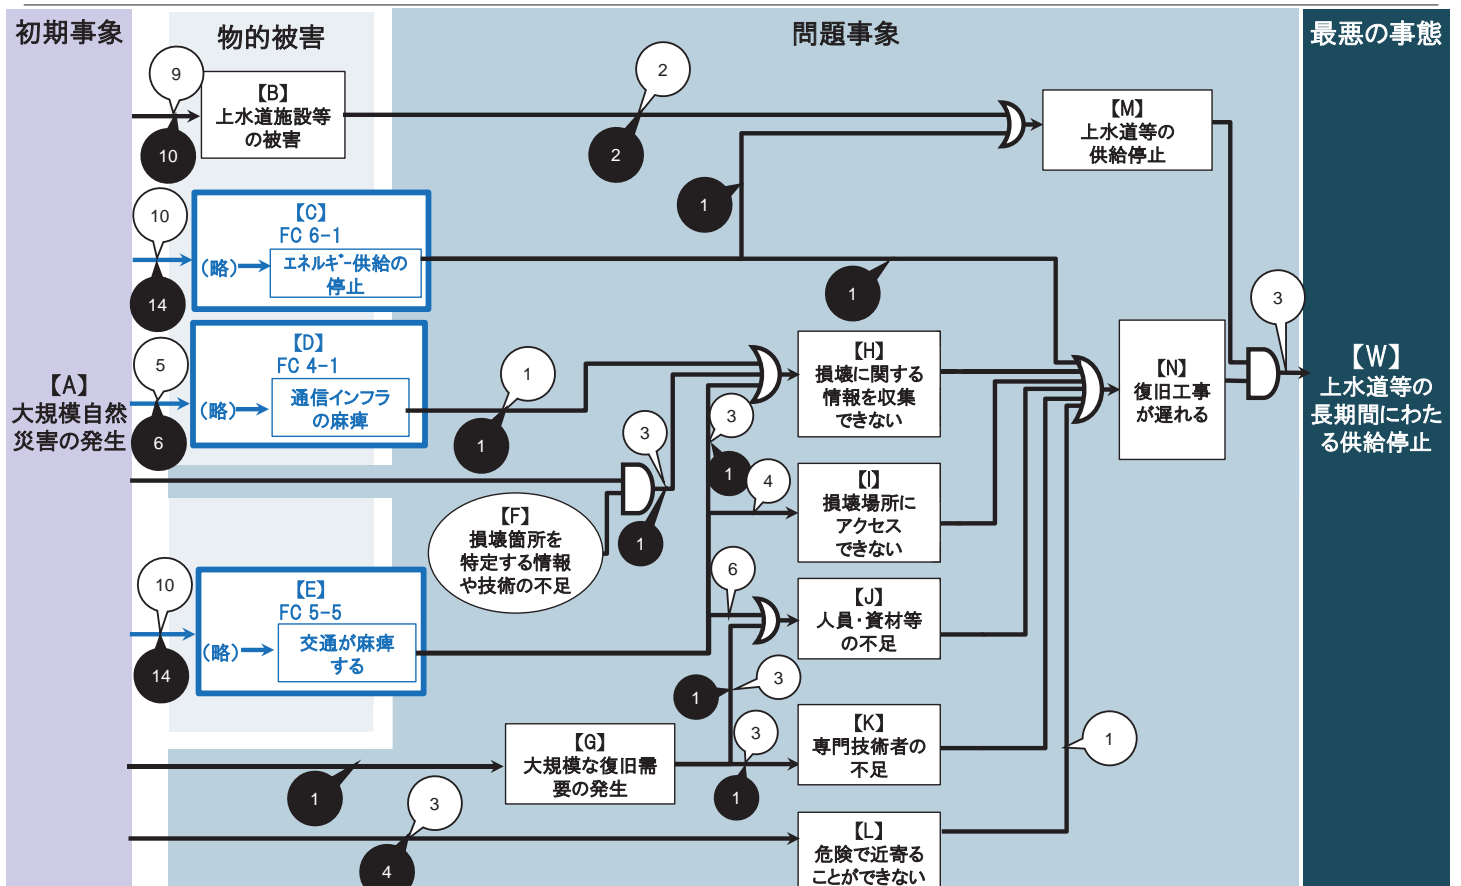 初期事象
物的被害
問題事象
最悪の事態
9
【B】
上水道施設等
の被害
10
2
2
【M】
上水道等の
供給停止
10
【C】
FC 6-1
(略)
エネルギー供給の
停止
14
1
1
3
5
【D】
FC 4-1
(略)
通信インフラ
の麻痺
6
1
1
【H】
損壊に関する
情報を収集
できない
【N】
復旧工事
が遅れる
【W】
上水道等の
長期間にわた
る供給停止
【A】
大規模自然
災害の発生
3
3
1
4
【I】
損壊場所に
アクセス
できない
【F】
損壊箇所を
特定する情報
や技術の不足
1
10
【E】
FC 5-5
(略)
交通が麻痺
する
14
6
【J】
人員・資材等
の不足
1
3
【G】
大規模な復旧需
要の発生
3
1
【K】
専門技術者の
不足
1
1
3
4
【L】
危険で近寄る
ことができない